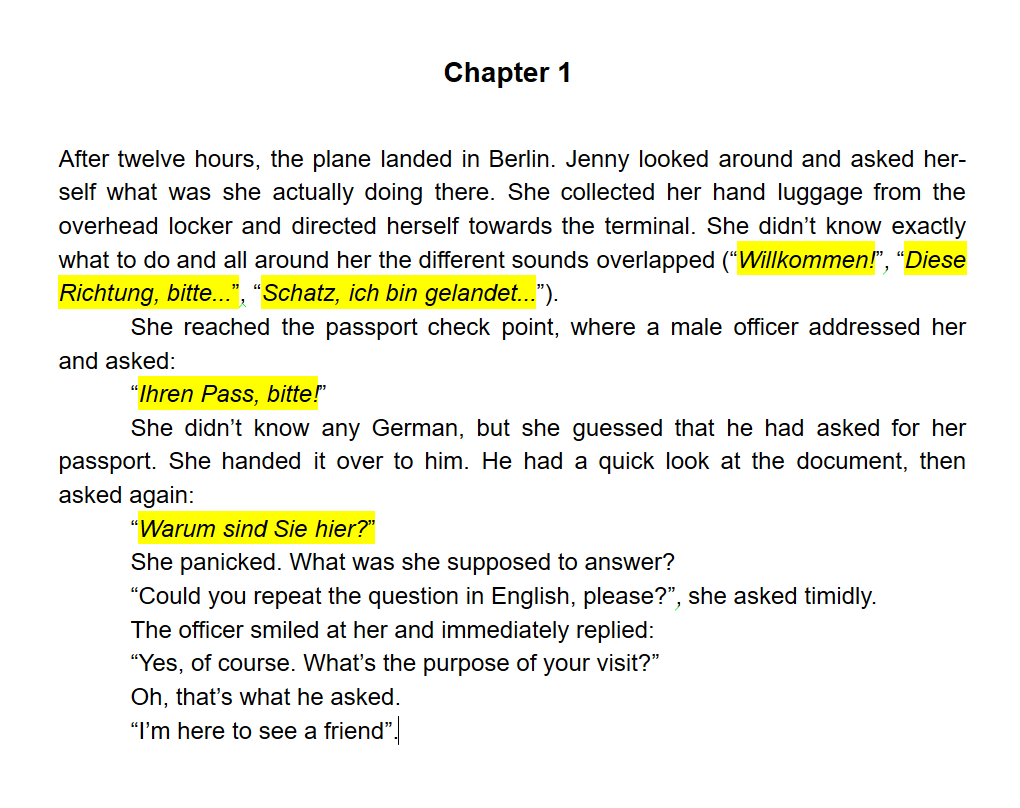 Chapter 1
After twelve hours, the plane landed in Berlin. Jenny looked around and asked her-
self what was she actually doing there. She collected her hand luggage from the
overhead locker and directed herself towards the terminal. She didn’t know exactly
what to do and all around her the different sounds overlapped (“Willkommen!”, “Diese
Richtung, bitte...”, “Schatz, ich bin gelandet...”).
She reached the passport check point, where a male officer addressed her
and asked:
“Ihren Pass, bitte!”
She didn’t know any German, but she guessed that he had asked for her
passport. She handed it over to him. He had a quick look at the document, then
asked again:
“Warum sind Sie hier?”
She panicked. What was she supposed to answer?
“Could you repeat the question in English, please?”, she asked timidly.
The officer smiled at her and immediately replied:
“Yes, of course. What’s the purpose of your visit?”
Oh, that’s what he asked.
“I’m here to see a friend”.